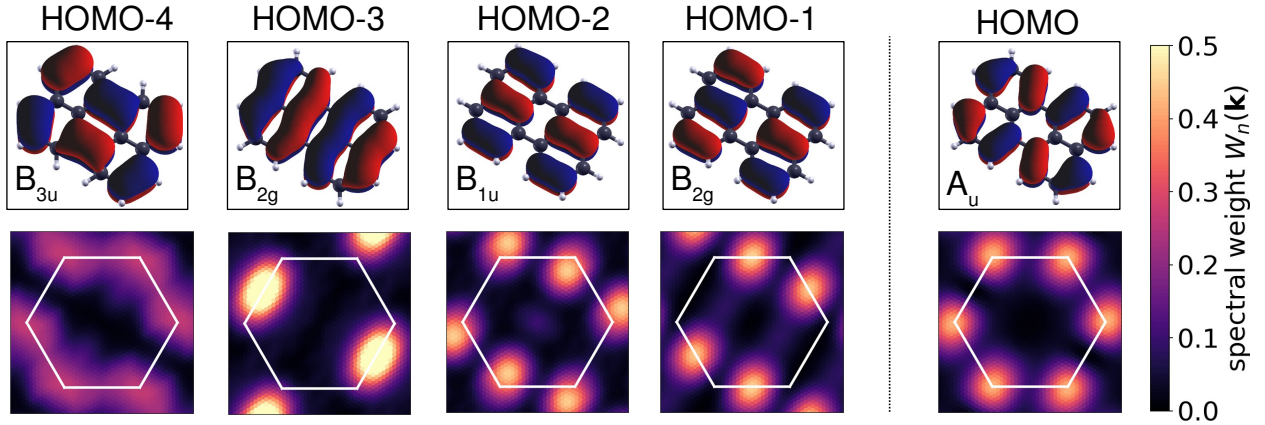 HOMO-4 HOMO-3 HOMO-2 HOMO-1 HOMO
B3u B2g B1u B2g Au
0.5
0.4
0.3
0.2
0.1
0.0
spectral weight Wn(k)